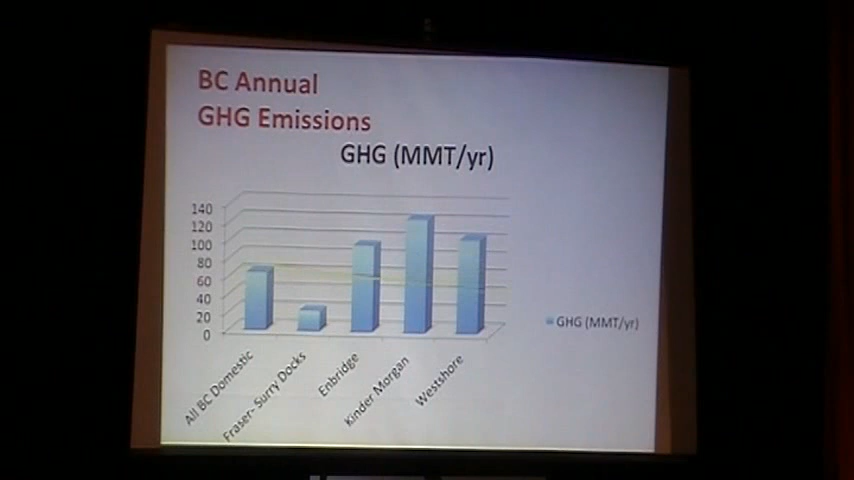 BC Annual
GHG Emissions
GHG (MMT/yr)
140
120
100
80
60
40
20
0
All BC Domestic
Fraser- Surry Docks
Enbridge
Kinder Morgan
Westshore
GHG (MMT/yr)